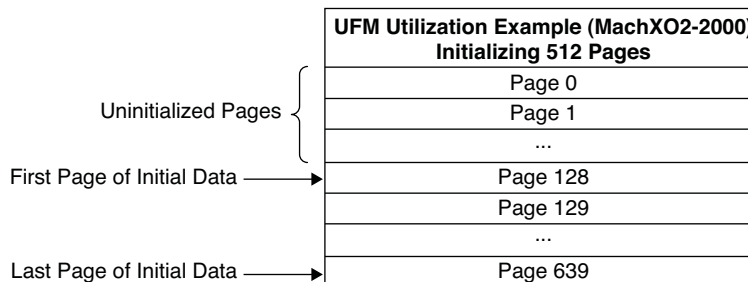 UFM Utilization Example (MachXO2-2000)
Initializing 512 Pages
Page 0
Uninitialized Pages
Page 1
...
First Page of Initial Data
Page 128
Page 129
...
Last Page of Initial Data
Page 639